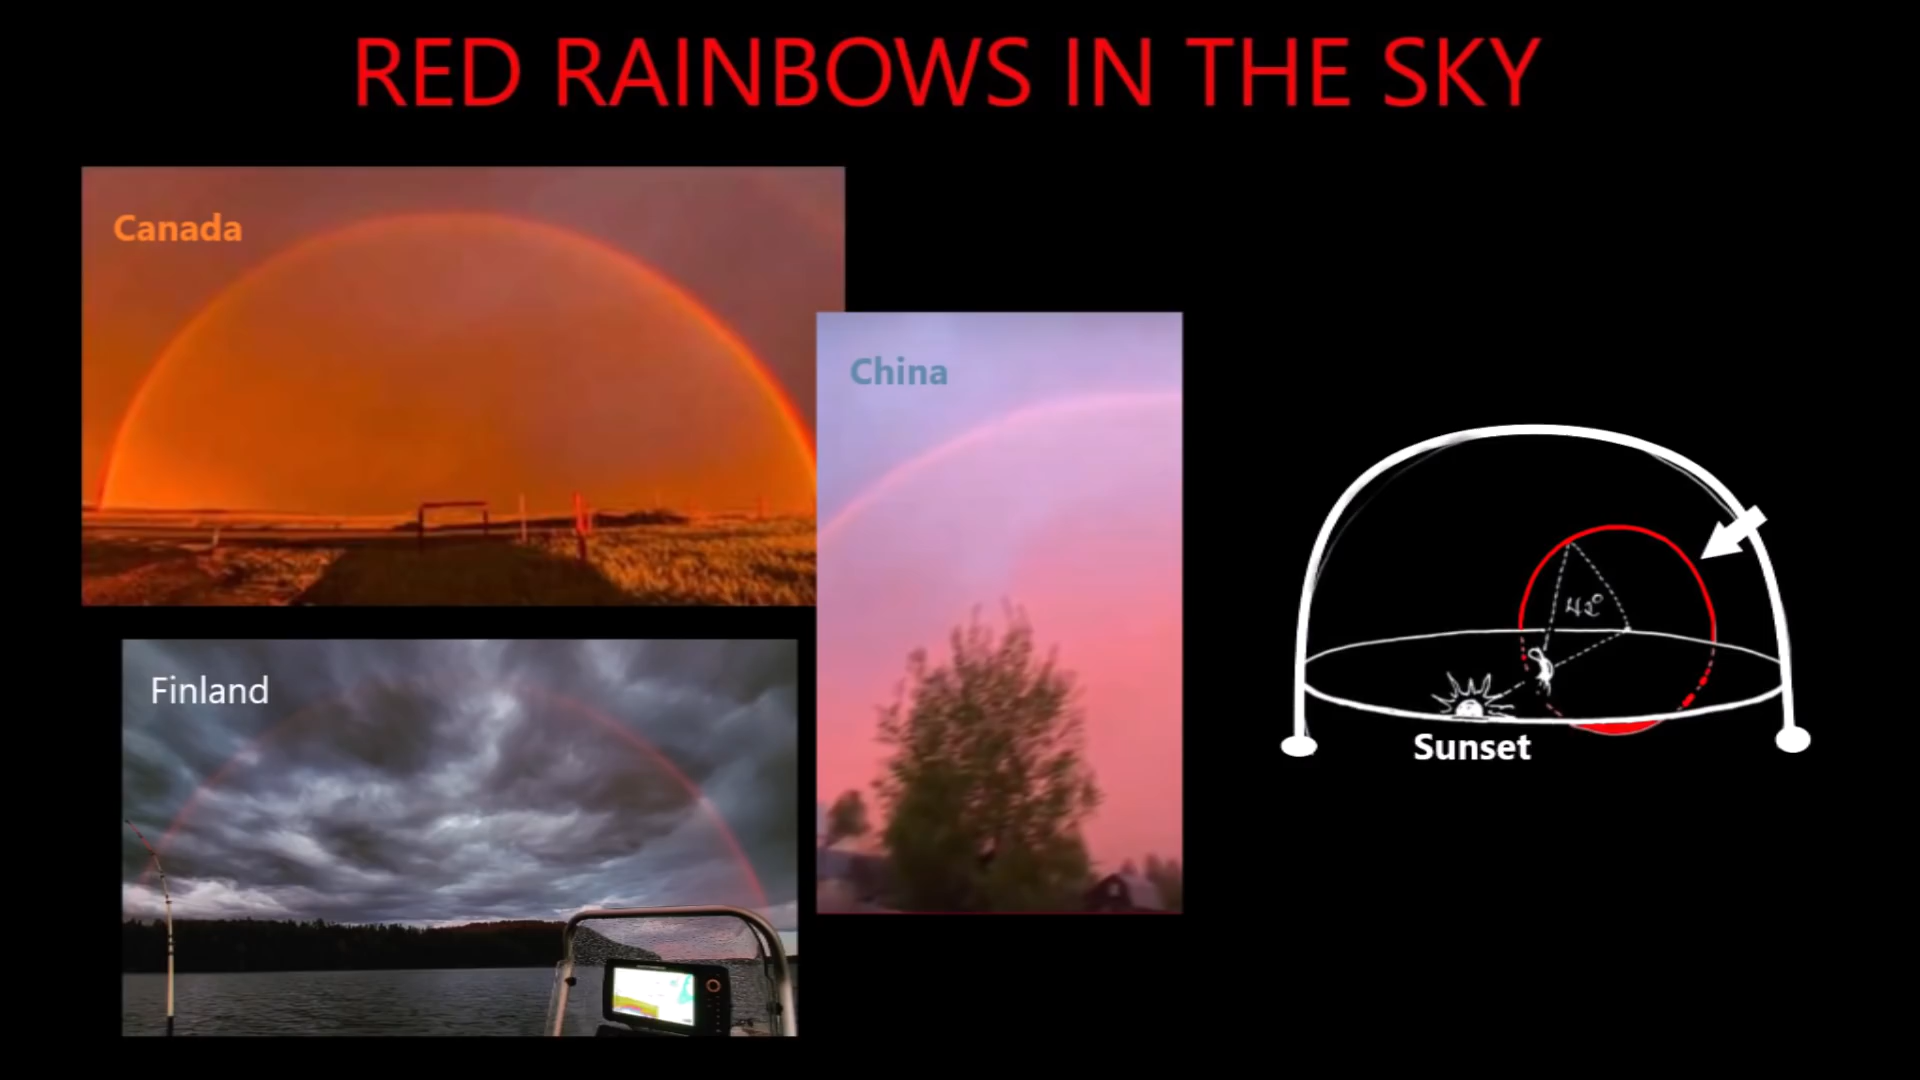 RED RAINBOWS IN THE SKY
Canada
China
Finland
42°
Sunset